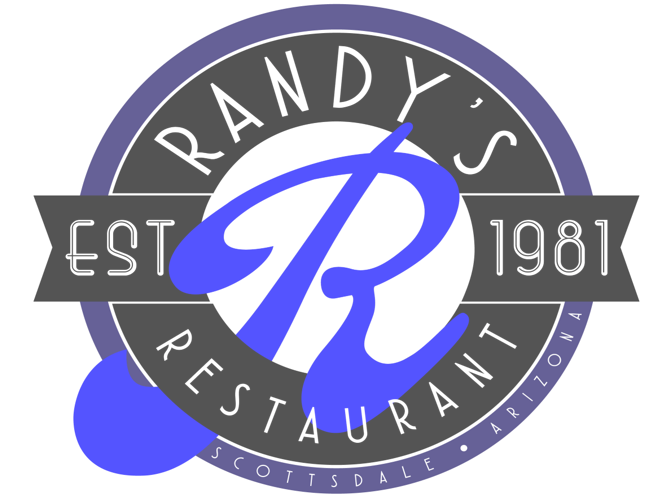 RANDY'S
EST 1981
R
RESTAURANT
SCOTTSDALE • ARIZONA